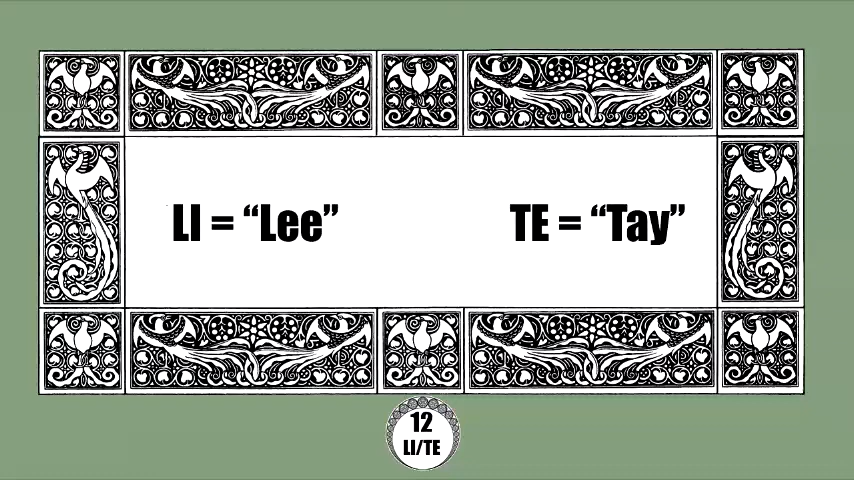 LI = “Lee”
TE = “Tay”
12
LI/TE